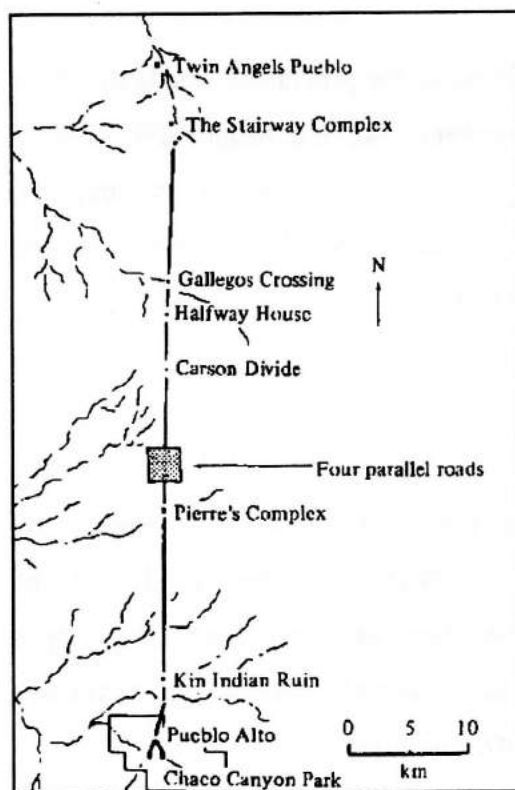 Twin Angels Pueblo
The Stairway Complex
N
Gallegos Crossing
Halfway House
Carson Divide
Four parallel roads
Pierre's Complex
Kin Indian Ruin
Pueblo Alto
0 5 10
km
Chaco Canyon Park